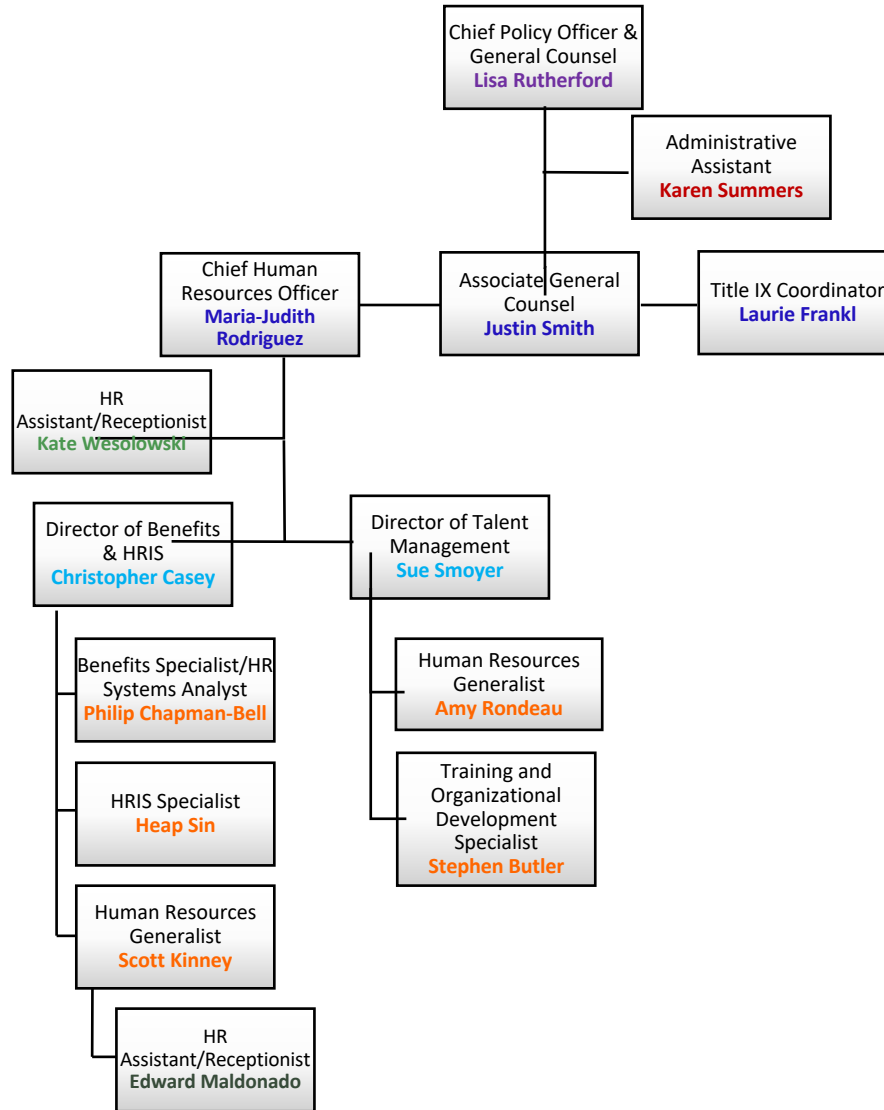 Chief Policy Officer &
General Counsel
Lisa Rutherford
Administrative
Assistant
Karen Summers
Chief Human
Resources Officer
Maria-Judith
Rodriguez
Associate General
Counsel
Justin Smith
Title IX Coordinator
Laurie Frankl
HR
Assistant/Receptionist
Kate Wesolowski
Director of Benefits
& HRIS
Christopher Casey
Director of Talent
Management
Sue Smoyer
Benefits Specialist/HR
Systems Analyst
Philip Chapman-Bell
Human Resources
Generalist
Amy Rondeau
HRIS Specialist
Heap Sin
Training and
Organizational
Development
Specialist
Stephen Butler
Human Resources
Generalist
Scott Kinney
HR
Assistant/Receptionist
Edward Maldonado